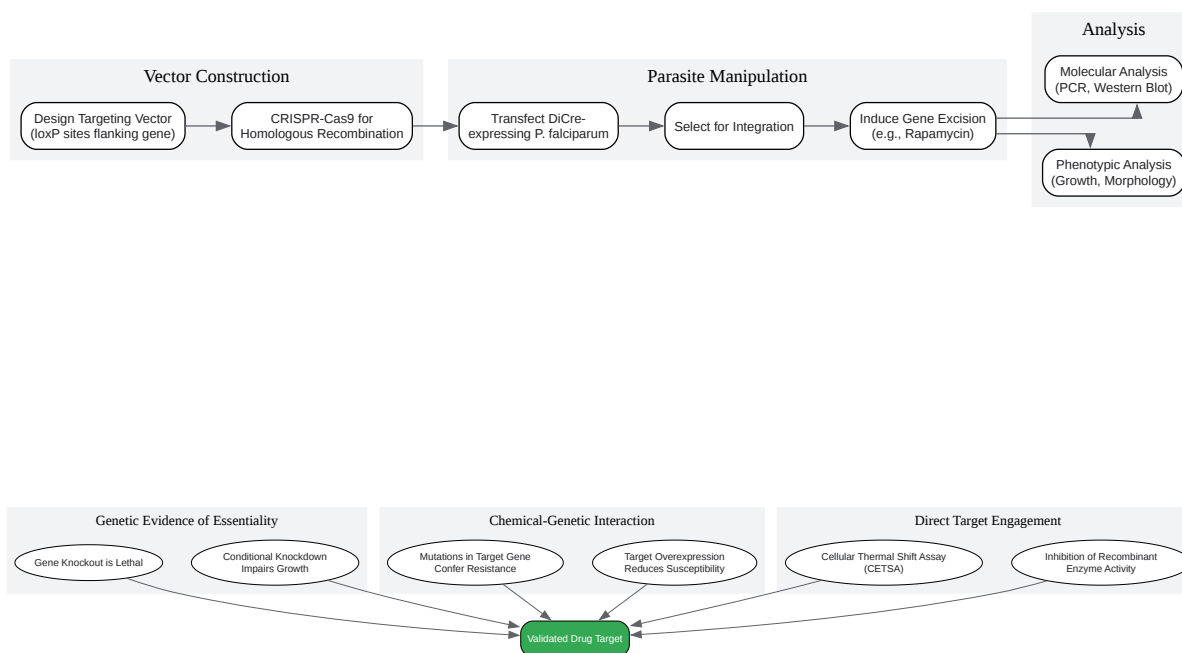 Analysis
Vector Construction
Parasite Manipulation
Molecular Analysis
(PCR, Western Blot)
Design Targeting Vector
(loxP sites flanking gene)
CRISPR-Cas9 for
Homologous Recombination
Transfect DiCre-
expressing P. falciparum
Select for Integration
Induce Gene Excision
(e.g., Rapamycin)
Phenotypic Analysis
(Growth, Morphology)
Genetic Evidence of Essentiality
Chemical-Genetic Interaction
Direct Target Engagement
Gene Knockout is Lethal
Conditional Knockdown
Impairs Growth
Mutations in Target Gene
Confer Resistance
Target Overexpression
Reduces Susceptibility
Cellular Thermal Shift Assay
(CETSA)
Inhibition of Recombinant
Enzyme Activity
Validated Drug Target